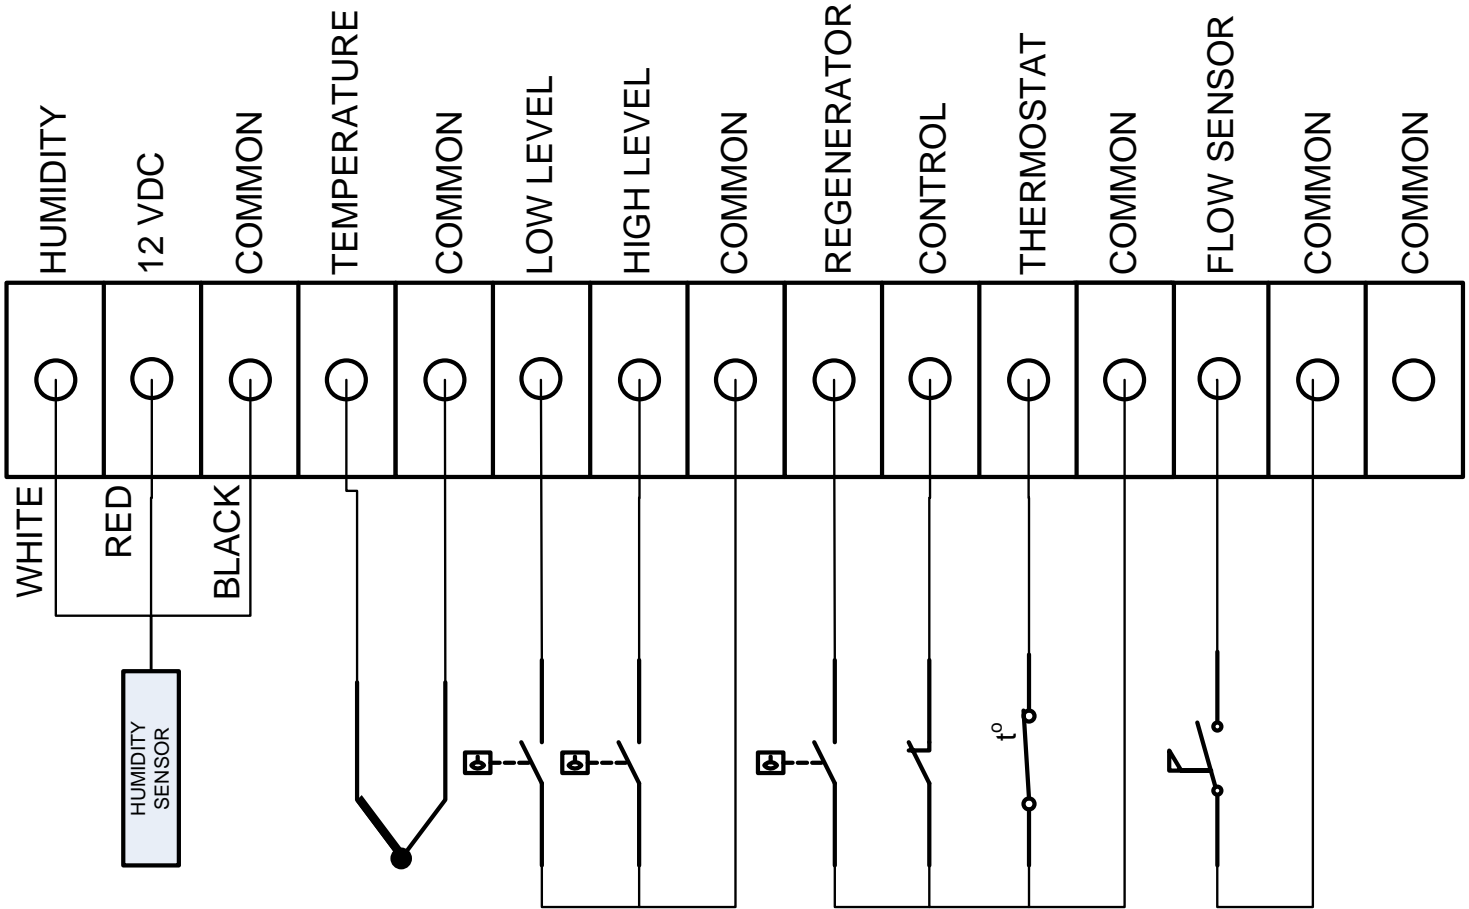 HUMIDITY
12 VDC
COMMON
TEMPERATURE
COMMON
LOW LEVEL
HIGH LEVEL
COMMON
REGENERATOR
CONTROL
THERMOSTAT
COMMON
FLOW SENSOR
COMMON
COMMON
WHITE
RED
BLACK
HUMIDITY
SENSOR
t°